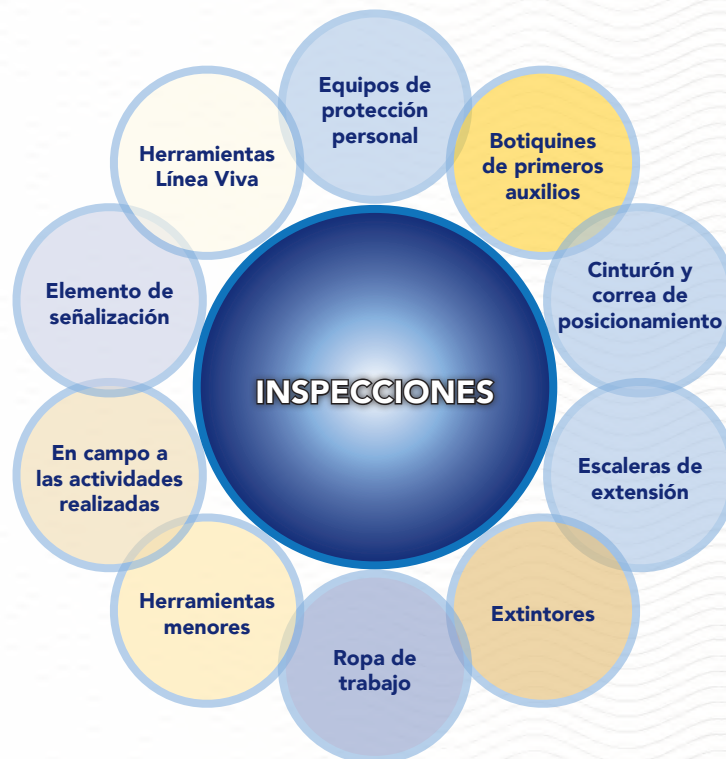 Equipos de
protección
personal
Botiquines
de primeros
auxilios
Cinturón y
correa de
posicionamiento
Escaleras de
extensión
Extintores
Ropa de
trabajo
Herramientas
menores
En campo a
las actividades
realizadas
Elemento de
señalización
Herramientas
Línea Viva
INSPECCIONES